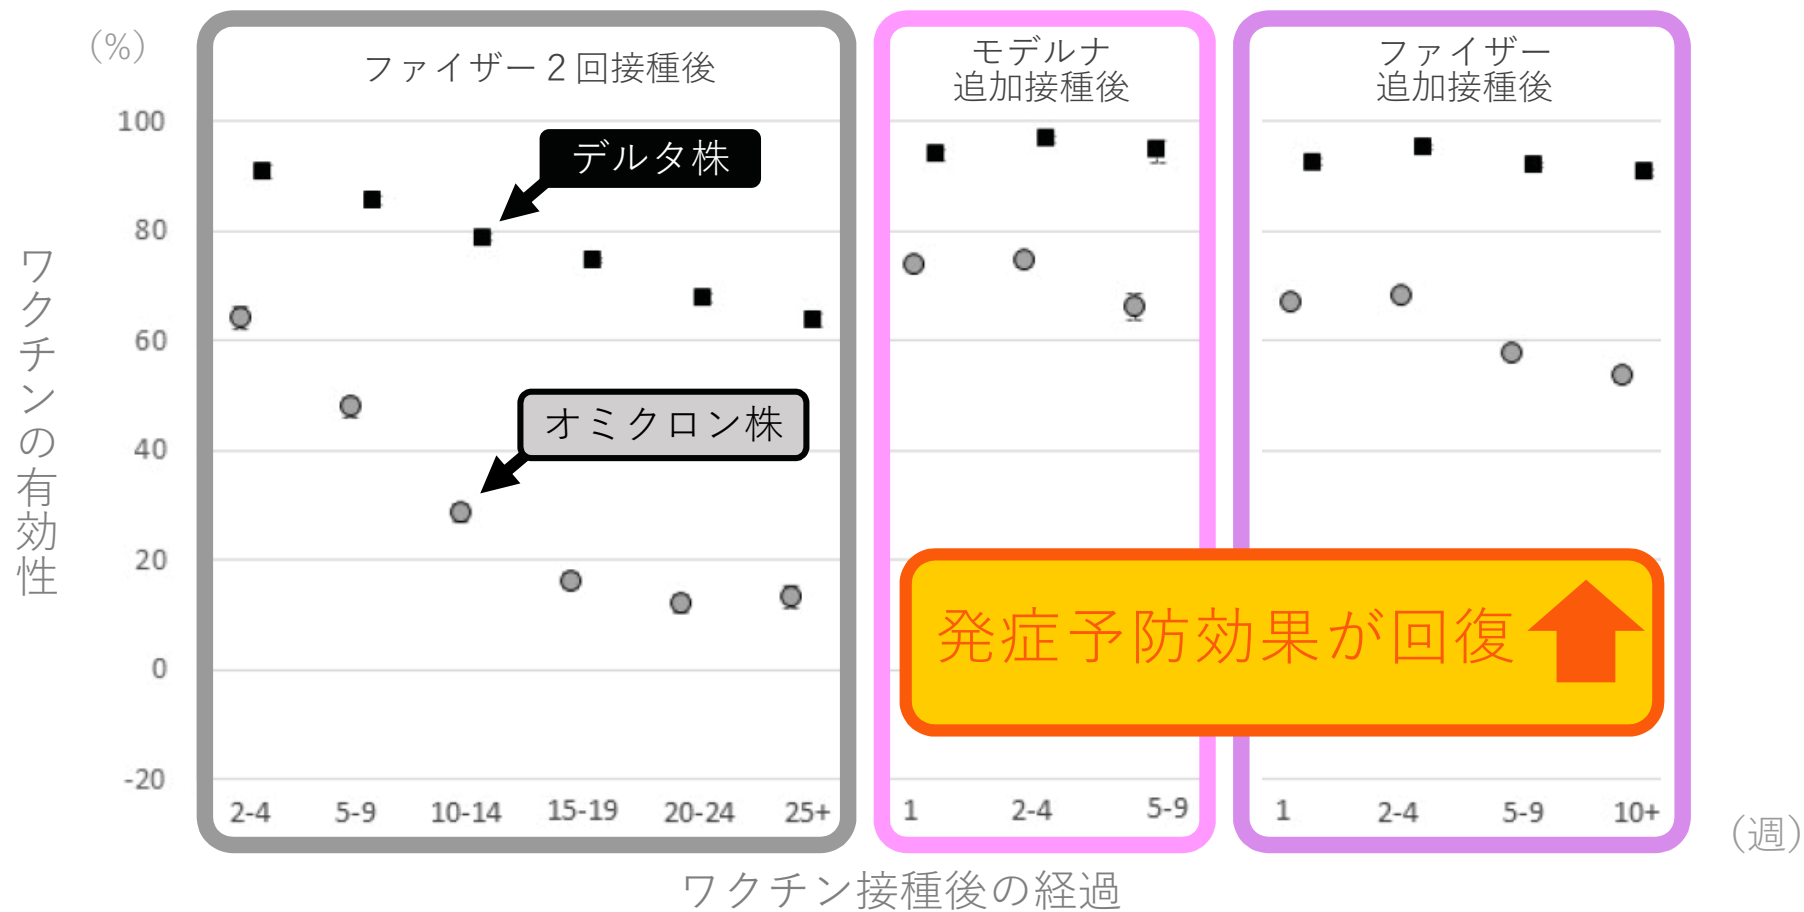 (%)
ファイザー２回接種後
モデルナ
追加接種後
ファイザー
追加接種後
100
80
60
40
20
0
-20
デルタ株
オミクロン株
発症予防効果が回復
ワクチンの有効性
2-4 5-9 10-14 15-19 20-24 25+
1 2-4 5-9
1 2-4 5-9 10+
(週)
ワクチン接種後の経過